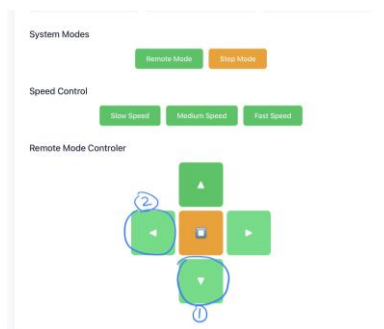 System Modes
Remote Mode Stop Mode
Speed Control
Slow Speed Medium Speed Fast Speed
Remote Mode Controler
2
1